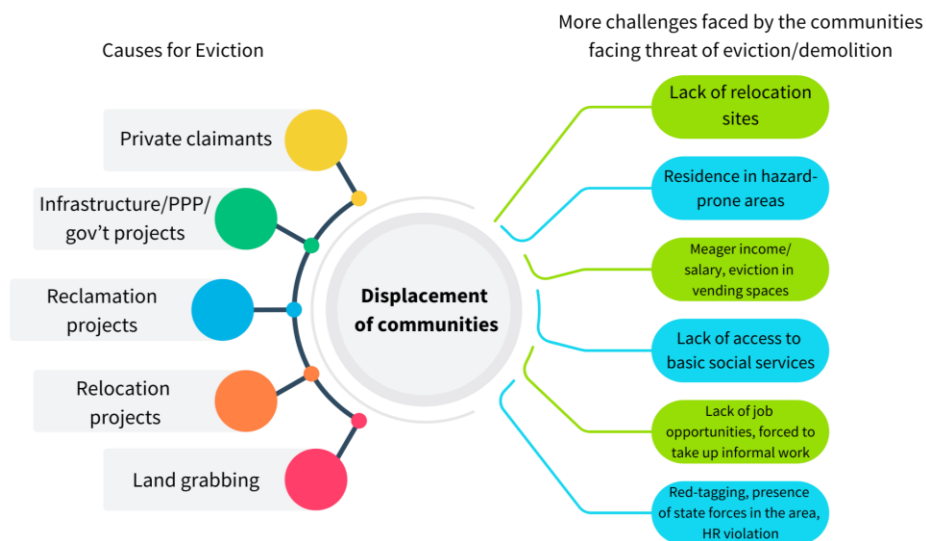 Causes for Eviction
More challenges faced by the communities
facing threat of eviction/demolition
Private claimants
Infrastructure/PPP/
gov't projects
Reclamation
projects
Relocation
projects
Land grabbing
Displacement
of communities
Lack of relocation
sites
Residence in hazard-
prone areas
Meager income/
salary, eviction in
vending spaces
Lack of access to
basic social services
Lack of job
opportunities, forced to
take up informal work
Red-tagging, presence
of state forces in the area,
HR violation